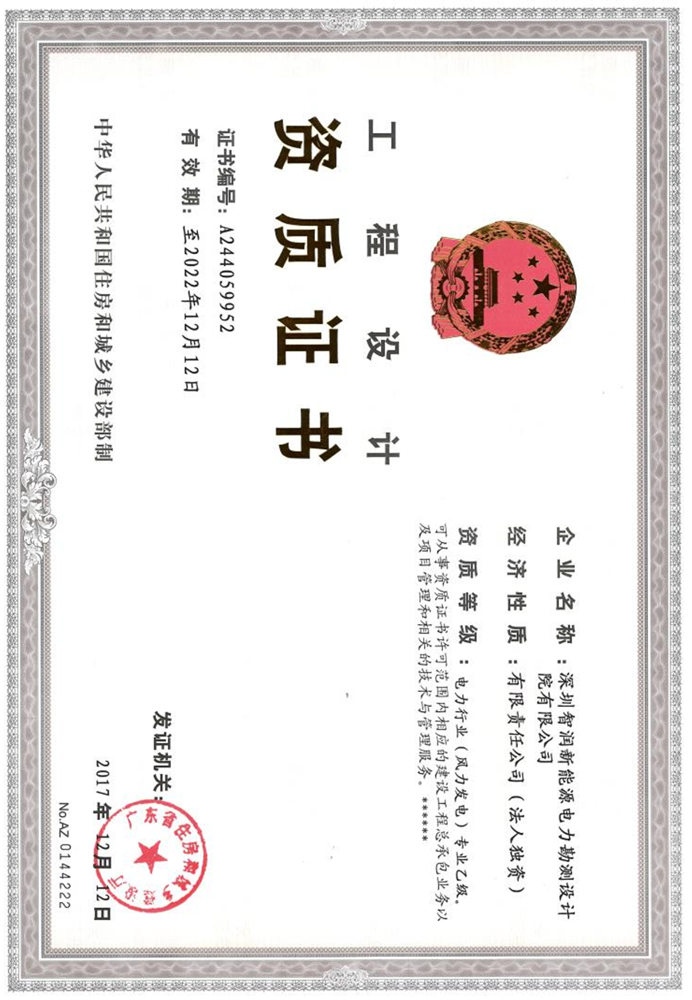 工程设计
资质证书
证书编号：A244059952
有效期：至2022年12月12日
中华人民共和国住房和城乡建设部制
企业名称：深圳智润新能源电力勘测设计
院有限公司
经济性质：有限责任公司（法人独资）
资质等级：电力行业（风力发电）专业乙级。
可从事资质证书许可范围内相应的建设工程总承包业务以
及项目管理和相关的技术与管理服务。******
发证机关：
广东省住房和城乡建设厅
2017年12月12日
No.AZ 0144222